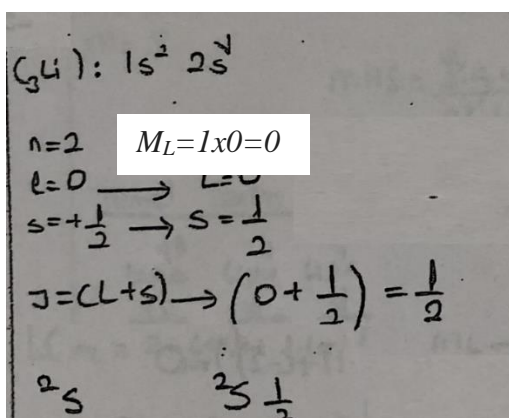 (₃Li): 1s² 2s¹
n=2
M_L=1x0=0
l=0 → L=0
s=+1/2 → S=1/2
J=(L+S) → (0+1/2) = 1/2
²S ²S 1/2